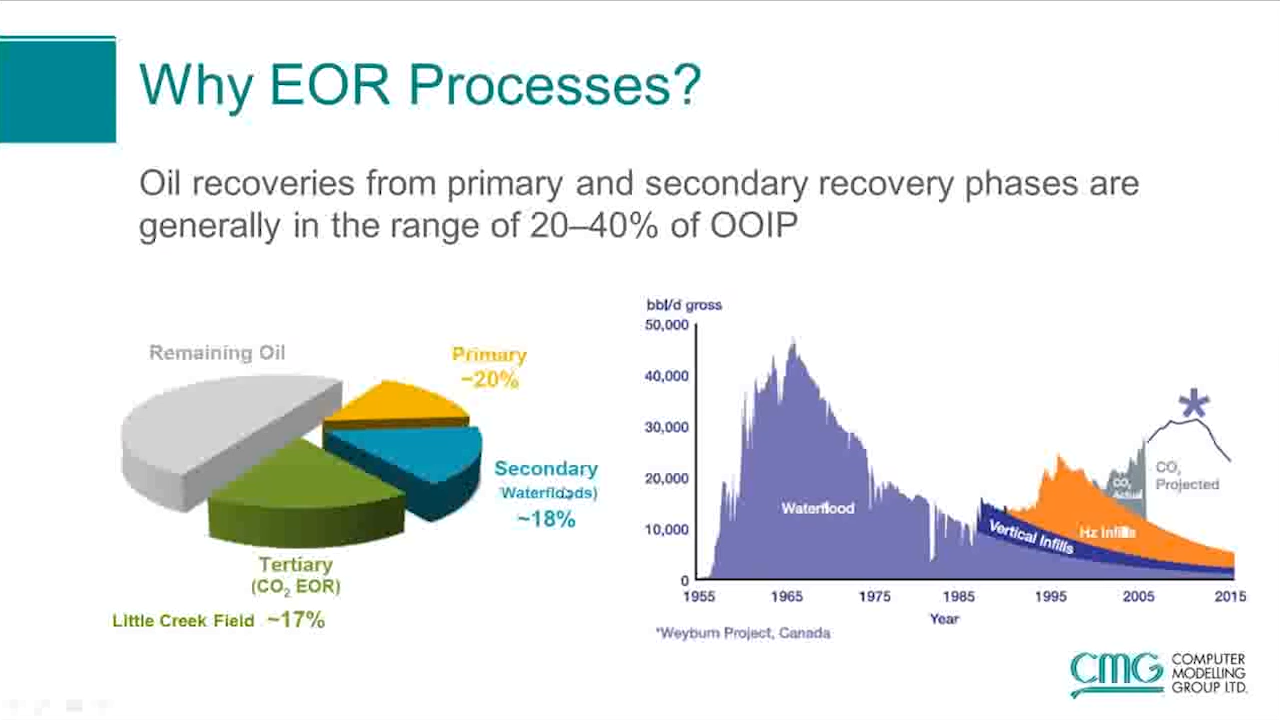 Why EOR Processes?
Oil recoveries from primary and secondary recovery phases are
generally in the range of 20–40% of OOIP
Remaining Oil
Primary
~20%
Secondary
Waterfloods)
~18%
Tertiary
(CO₂ EOR)
Little Creek Field ~17%
bbl/d gross
50,000
40,000
30,000
20,000
10,000
0
*
Waterflood
Vertical Infills
Hz Infills
CO₂
CO₂
Projected
1955 1965 1975 1985 1995 2005 2015
Year
*Weyburn Project, Canada
CMG COMPUTER
MODELLING
GROUP LTD.